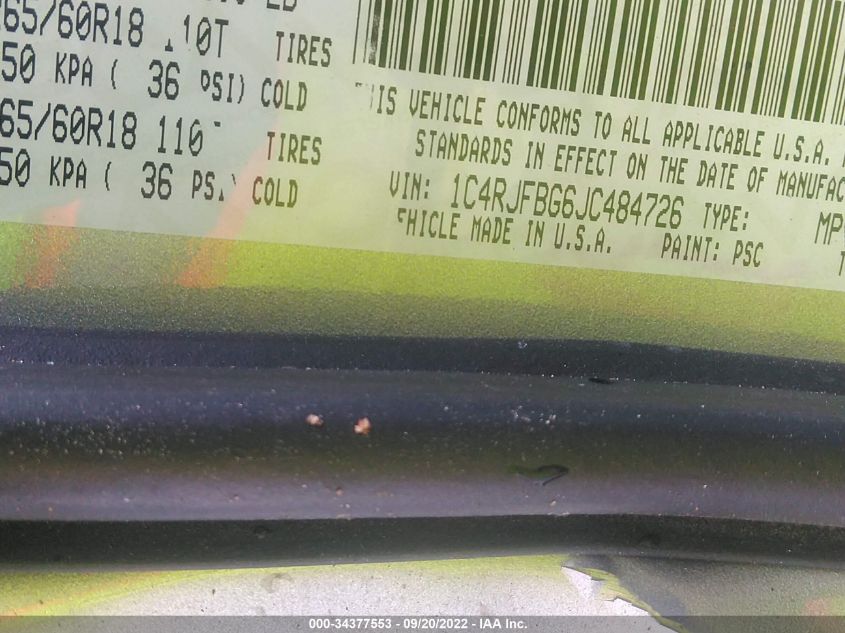 65/60R18 110T TIRES
50 KPA ( 36 PSI) COLD
65/60R18 110 TIRES
50 KPA ( 36 PSI COLD
THIS VEHICLE CONFORMS TO ALL APPLICABLE U.S.A.
STANDARDS IN EFFECT ON THE DATE OF MANUFAC
VIN: 1C4RJFBG6JC484726 TYPE: MP
EHICLE MADE IN U.S.A. PAINT: PSC
000-34377553 - 09/20/2022 - IAA Inc.